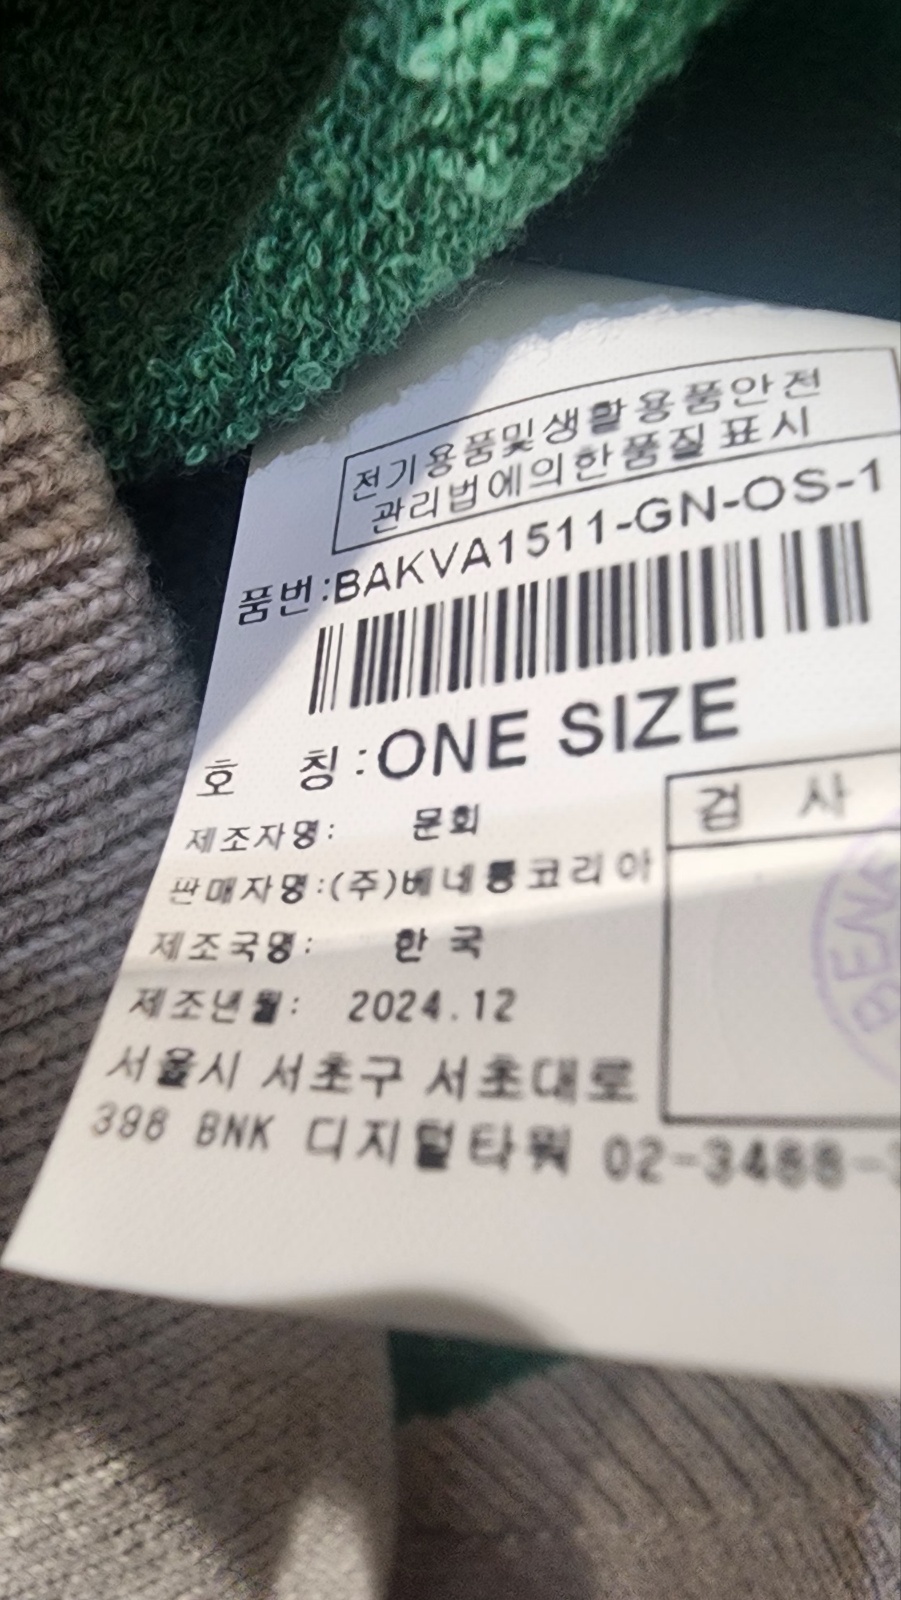 전기용품및생활용품안전
관리법에의한품질표시
품번:BAKVA1511-GN-OS-1
호 칭:ONE SIZE
제조자명: 문회
판매자명:(주)베네통코리아
제조국명: 한국
제조년월: 2024.12
서울시 서초구 서초대로
398 BNK 디지털타워 02-3488-
검 사
BENE